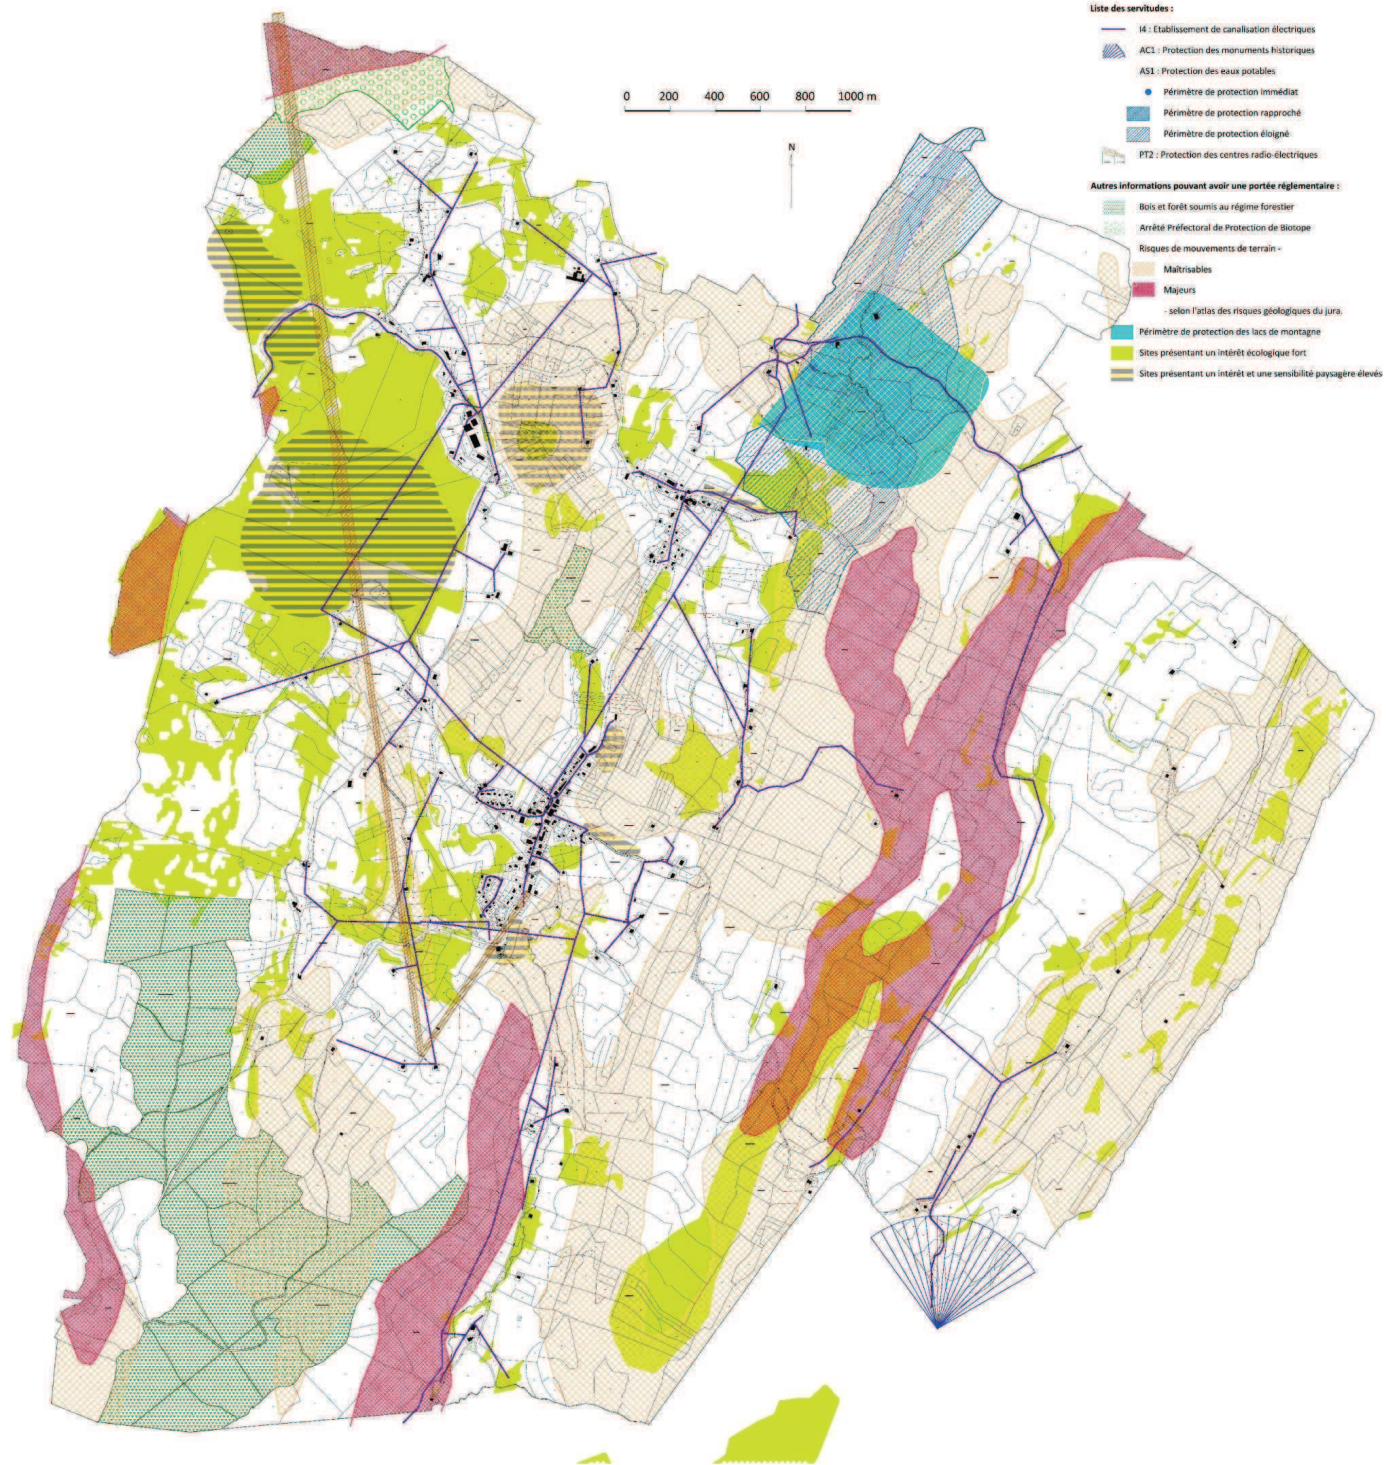 Liste des servitudes :
I4 : Etablissement de canalisation électriques
AC1 : Protection des monuments historiques
AS1 : Protection des eaux potables
Périmètre de protection immédiat
Périmètre de protection rapproché
Périmètre de protection éloigné
PT2 : Protection des centres radio-électriques
Autres informations pouvant avoir une portée réglementaire :
Bois et forêt soumis au régime forestier
Arrêté Préfectoral de Protection de Biotope
Risques de mouvements de terrain -
Maîtrisables
Majeurs
- selon l'atlas des risques géologiques du jura.
Périmètre de protection des lacs de montagne
Sites présentant un intérêt écologique fort
Sites présentant un intérêt et une sensibilité paysagère élevés
0 200 400 600 800 1000 m
N